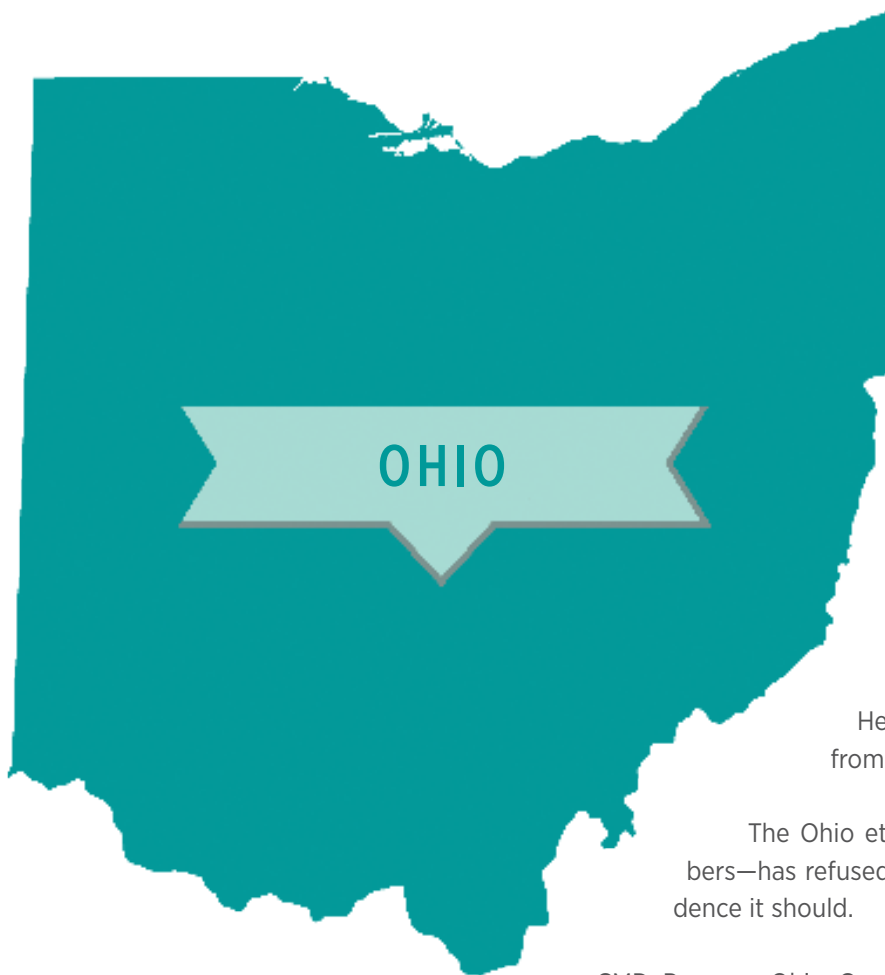 OHIO
He
from
The Ohio et
bers—has refused
dence it should.